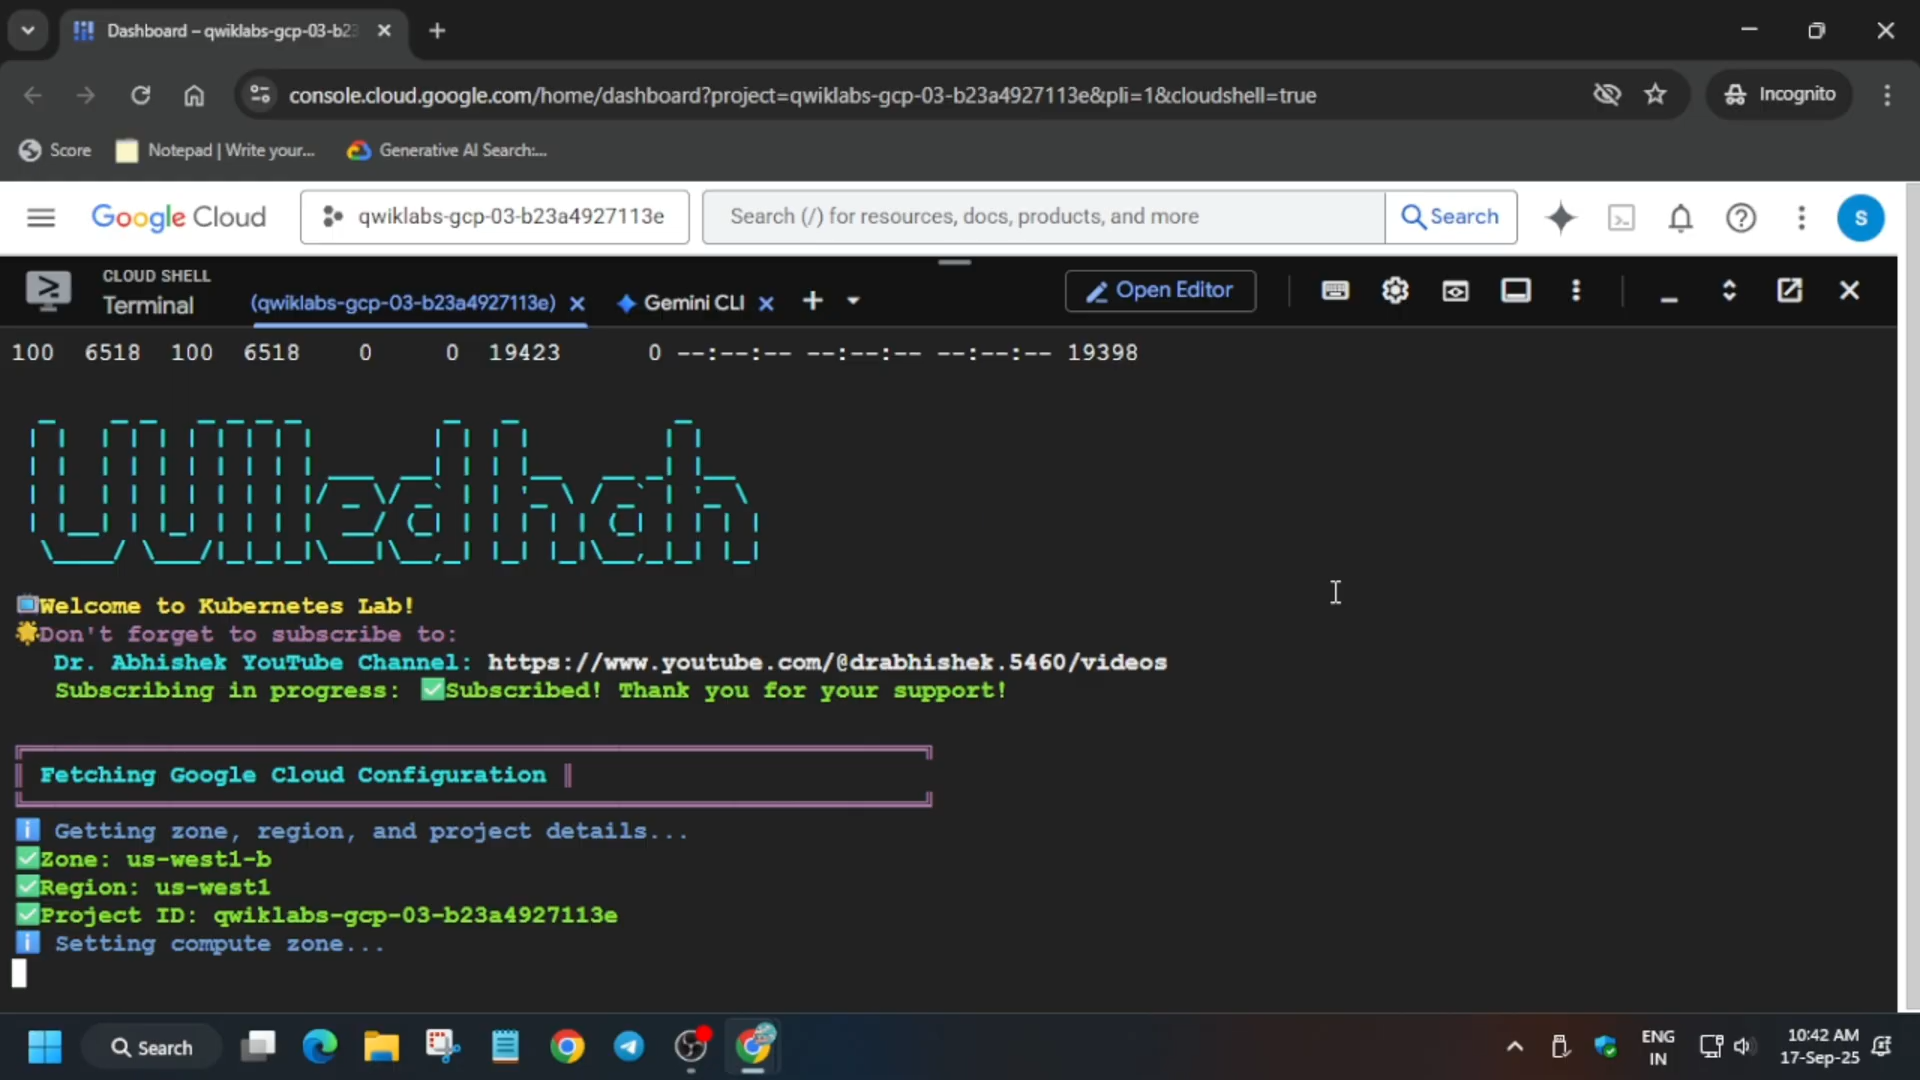 Dashboard – qwiklabs-gcp-03-b23
console.cloud.google.com/home/dashboard?project=qwiklabs-gcp-03-b23a4927113e&pli=1&cloudshell=true
Incognito
Score
Notepad | Write your...
Generative AI Search:...
Google Cloud
qwiklabs-gcp-03-b23a4927113e
Search (/) for resources, docs, products, and more
Search
S
CLOUD SHELL
Terminal
(qwiklabs-gcp-03-b23a4927113e)
Gemini CLI
Open Editor
100 6518 100 6518 0 0 19423 0 --:--:-- --:--:-- --:--:-- 19398
Welcome to Kubernetes Lab!
Don't forget to subscribe to:
Dr. Abhishek YouTube Channel: https://www.youtube.com/@drabhishek.5460/videos
Subscribing in progress: ✅Subscribed! Thank you for your support!
Fetching Google Cloud Configuration
Getting zone, region, and project details...
✅Zone: us-west1-b
✅Region: us-west1
✅Project ID: qwiklabs-gcp-03-b23a4927113e
Setting compute zone...
Search
ENG
IN
10:42 AM
17-Sep-25